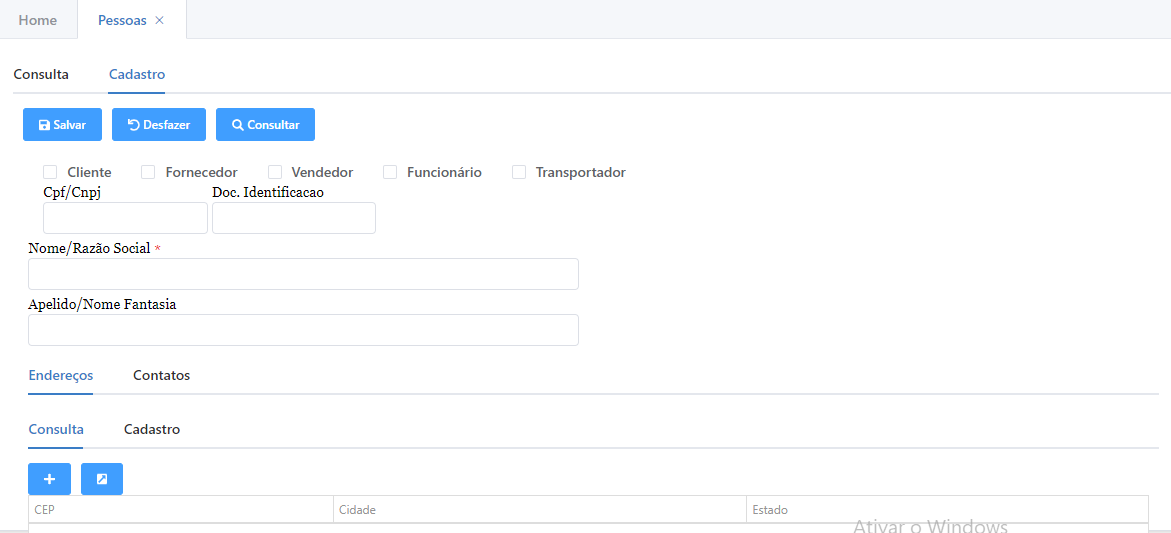 Home Pessoas
Consulta Cadastro
Salvar Desfazer Consultar
Cliente Fornecedor Vendedor Funcionário Transportador
Cpf/Cnpj Doc. Identificacao
Nome/Razão Social *
Apelido/Nome Fantasia
Endereços Contatos
Consulta Cadastro
CEP Cidade Estado
Ativar o Windows